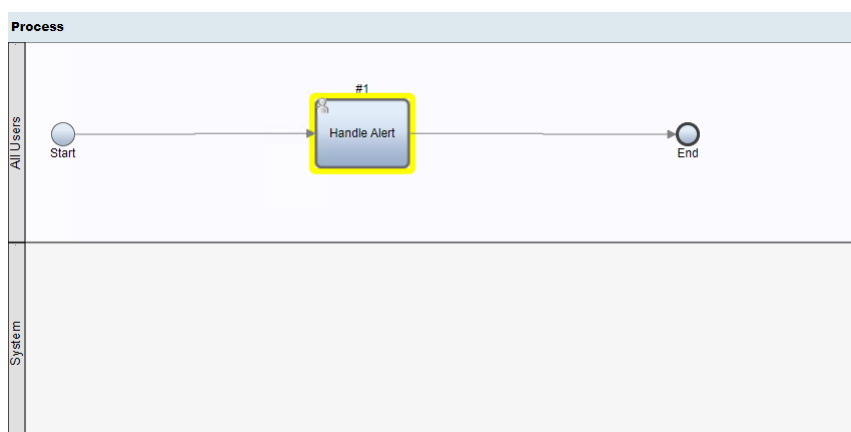 Process
All Users
#1
Handle Alert
Start
End
System